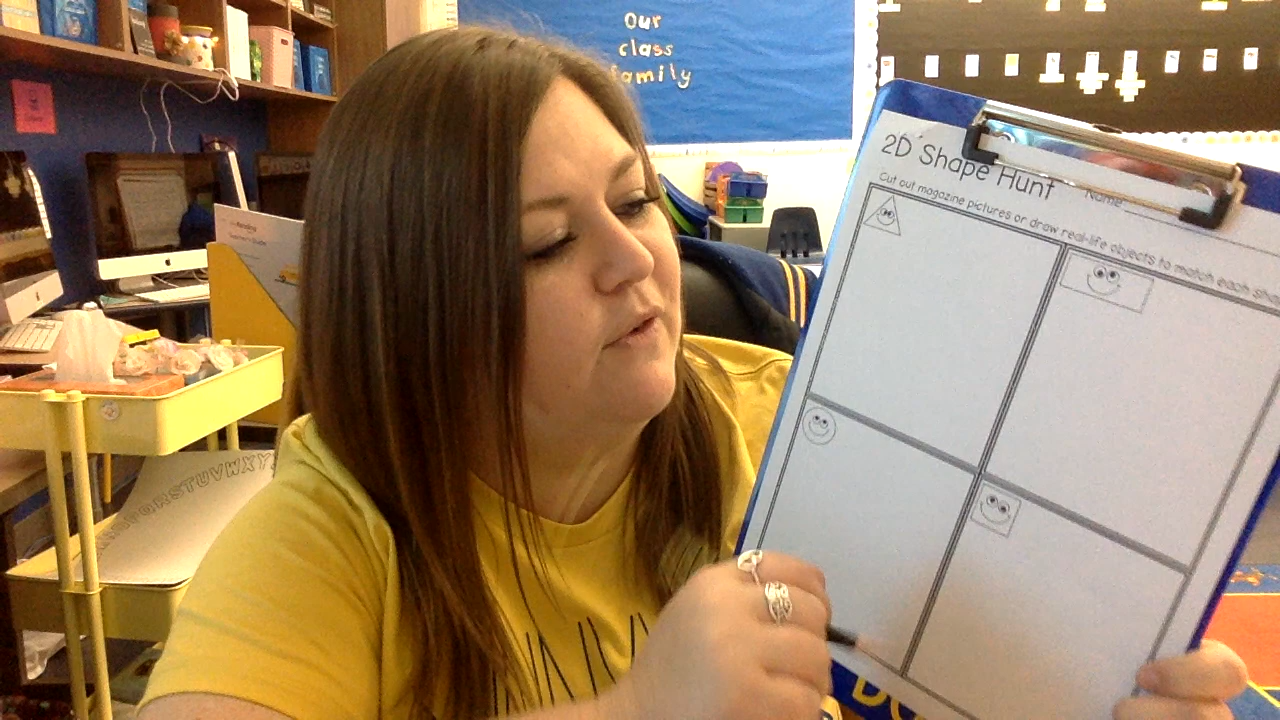 Our
class
family
2D Shape Hunt
Name
Cut out magazine pictures or draw real-life objects to match each
RSTUVWXY